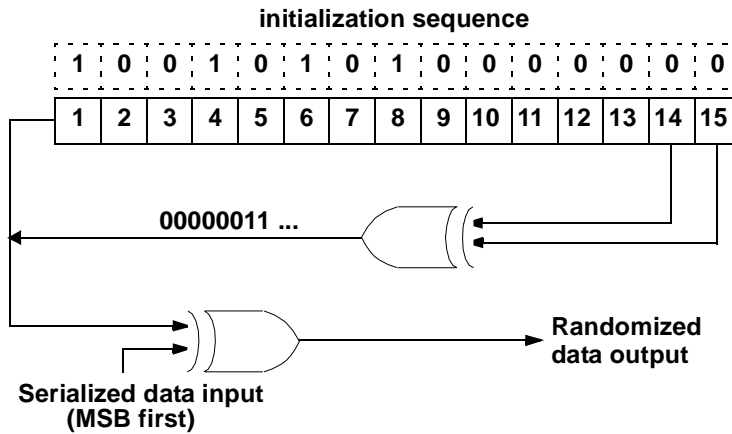 initialization sequence
1 0 0 1 0 1 0 1 0 0 0 0 0 0 0
1 2 3 4 5 6 7 8 9 10 11 12 13 14 15
00000011 ...
Randomized
data output
Serialized data input
(MSB first)